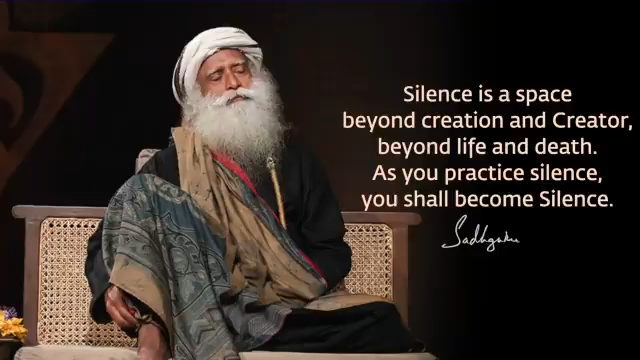 Silence is a space
beyond creation and Creator,
beyond life and death.
As you practice silence,
you shall become Silence.
Sadhguru